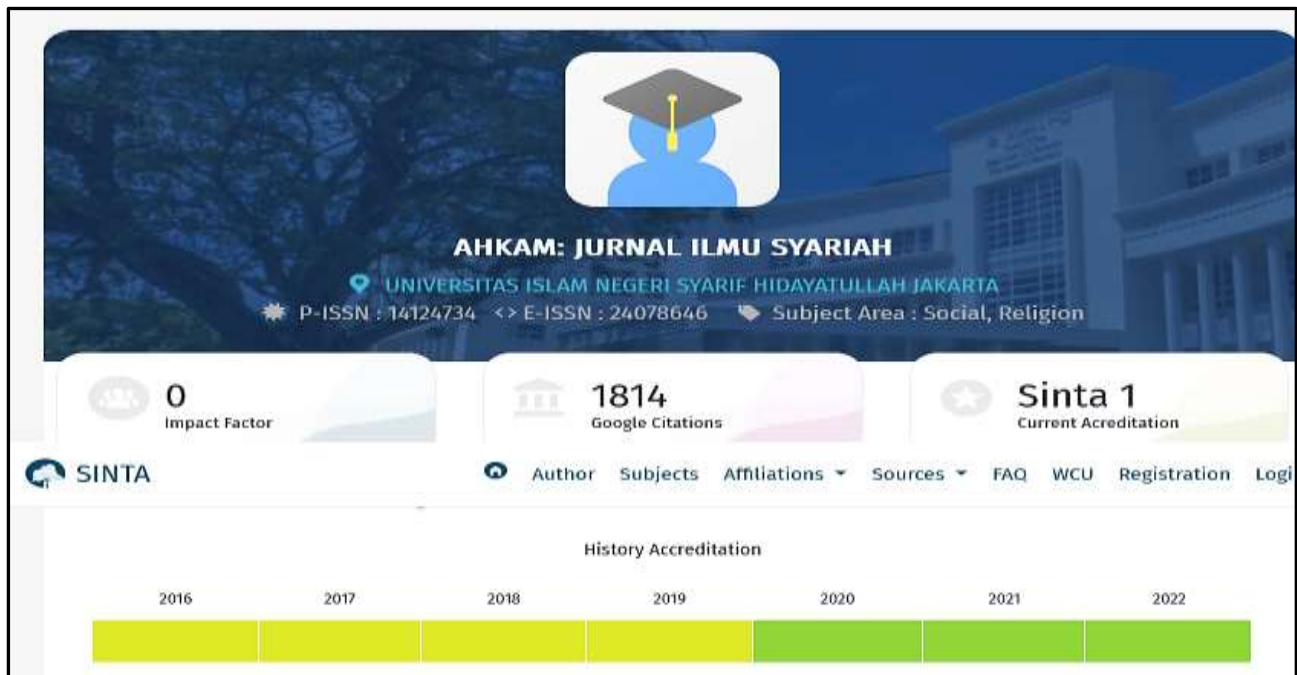 AHKAM: JURNAL ILMU SYARIAH
UNIVERSITAS ISLAM NEGERI SYARIF HIDAYATULLAH JAKARTA
P-ISSN : 14124734 <> E-ISSN : 24078646 Subject Area : Social, Religion
0 1814 Sinta 1
Impact Factor Google Citations Current Acreditation
SINTA Author Subjects Affiliations Sources FAQ WCU Registration Logi
History Accreditation
2016 2017 2018 2019 2020 2021 2022